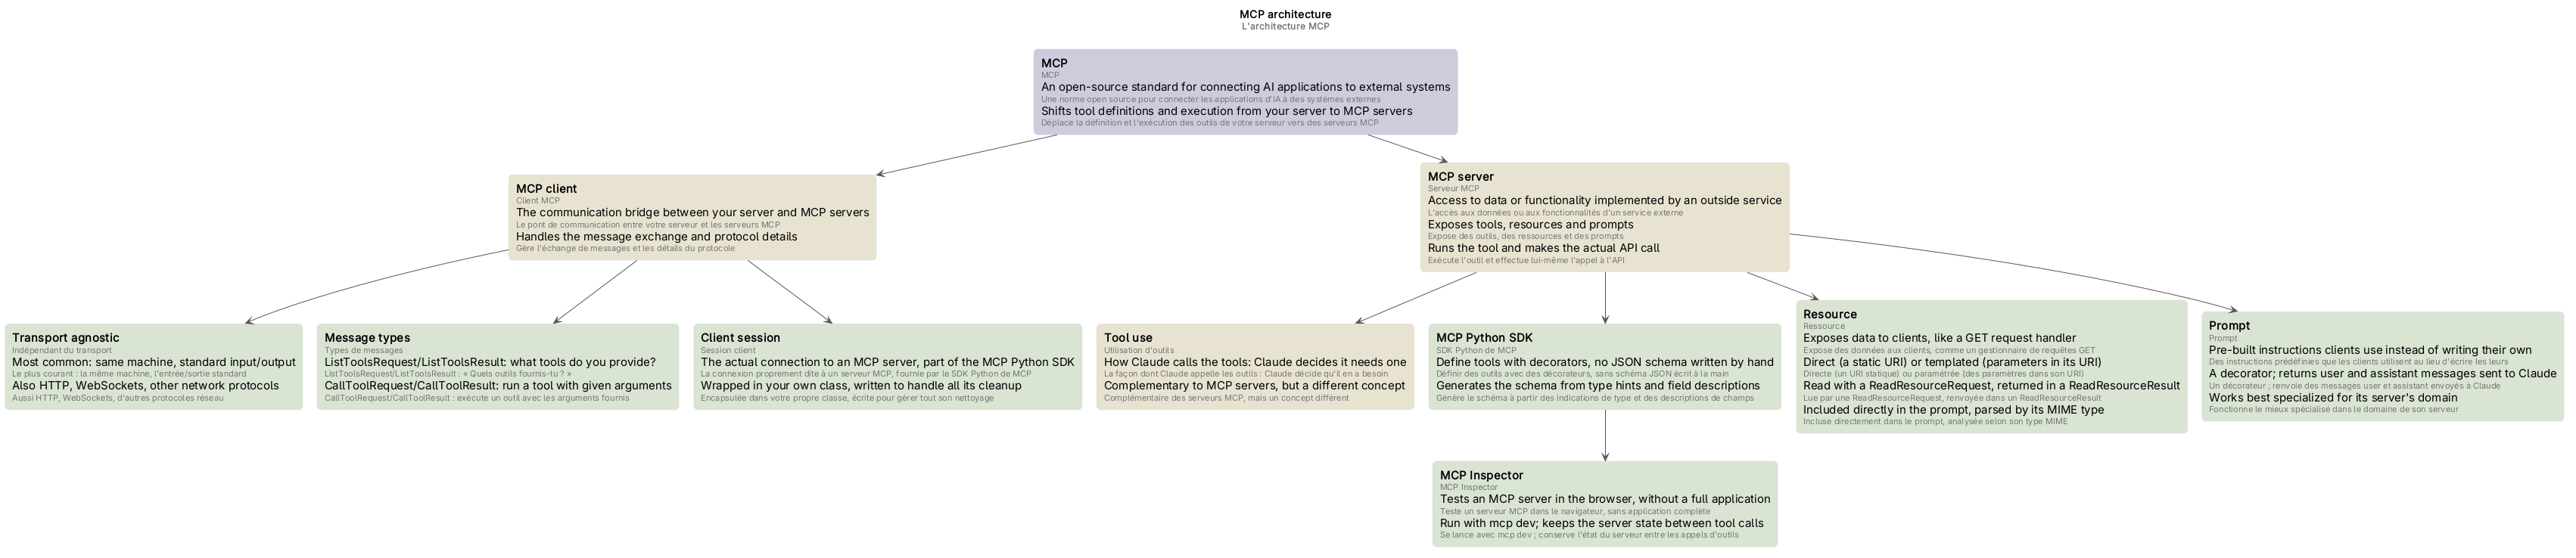 MCP architecture
L'architecture MCP
MCP
MCP
An open-source standard for connecting AI applications to external systems
Une norme open source pour connecter les applications d'IA à des systèmes externes
Shifts tool definitions and execution from your server to MCP servers
Déplace la définition et l'exécution des outils de votre serveur vers des serveurs MCP
MCP client
Client MCP
The communication bridge between your server and MCP servers
Le pont de communication entre votre serveur et les serveurs MCP
Handles the message exchange and protocol details
Gère l'échange de messages et les détails du protocole
MCP server
Serveur MCP
Access to data or functionality implemented by an outside service
L'accès aux données ou aux fonctionnalités d'un service externe
Exposes tools, resources and prompts
Expose des outils, des ressources et des prompts
Runs the tool and makes the actual API call
Exécute l'outil et effectue lui-même l'appel à l'API
Transport agnostic
Indépendant du transport
Most common: same machine, standard input/output
Le plus courant : la même machine, l'entrée/sortie standard
Also HTTP, WebSockets, other network protocols
Aussi HTTP, WebSockets, d'autres protocoles réseau
Message types
Types de messages
ListToolsRequest/ListToolsResult: what tools do you provide?
ListToolsRequest/ListToolsResult : « Quels outils fournis-tu ? »
CallToolRequest/CallToolResult: run a tool with given arguments
CallToolRequest/CallToolResult : exécute un outil avec les arguments fournis
Client session
Session client
The actual connection to an MCP server, part of the MCP Python SDK
La connexion proprement dite à un serveur MCP, fournie par le SDK Python de MCP
Wrapped in your own class, written to handle all its cleanup
Encapsulée dans votre propre classe, écrite pour gérer tout son nettoyage
Tool use
Utilisation d'outils
How Claude calls the tools: Claude decides it needs one
La façon dont Claude appelle les outils : Claude décide qu'il en a besoin
Complementary to MCP servers, but a different concept
Complémentaire des serveurs MCP, mais un concept différent
MCP Python SDK
SDK Python de MCP
Define tools with decorators, no JSON schema written by hand
Définir des outils avec des décorateurs, sans schéma JSON écrit à la main
Generates the schema from type hints and field descriptions
Génère le schéma à partir des indications de type et des descriptions de champs
Resource
Ressource
Exposes data to clients, like a GET request handler
Expose des données aux clients, comme un gestionnaire de requêtes GET
Direct (a static URI) or templated (parameters in its URI)
Directe (un URI statique) ou paramétrée (des paramètres dans son URI)
Read with a ReadResourceRequest, returned in a ReadResourceResult
Lue par une ReadResourceRequest, renvoyée dans un ReadResourceResult
Included directly in the prompt, parsed by its MIME type
Incluse directement dans le prompt, analysée selon son type MIME
Prompt
Prompt
Pre-built instructions clients use instead of writing their own
Des instructions prédéfinies que les clients utilisent au lieu d'écrire les leurs
A decorator; returns user and assistant messages sent to Claude
Un décorateur ; renvoie des messages user et assistant envoyés à Claude
Works best specialized for its server's domain
Fonctionne le mieux spécialisé dans le domaine de son serveur
MCP Inspector
MCP Inspector
Tests an MCP server in the browser, without a full application
Teste un serveur MCP dans le navigateur, sans application complète
Run with mcp dev; keeps the server state between tool calls
Se lance avec mcp dev ; conserve l'état du serveur entre les appels d'outils